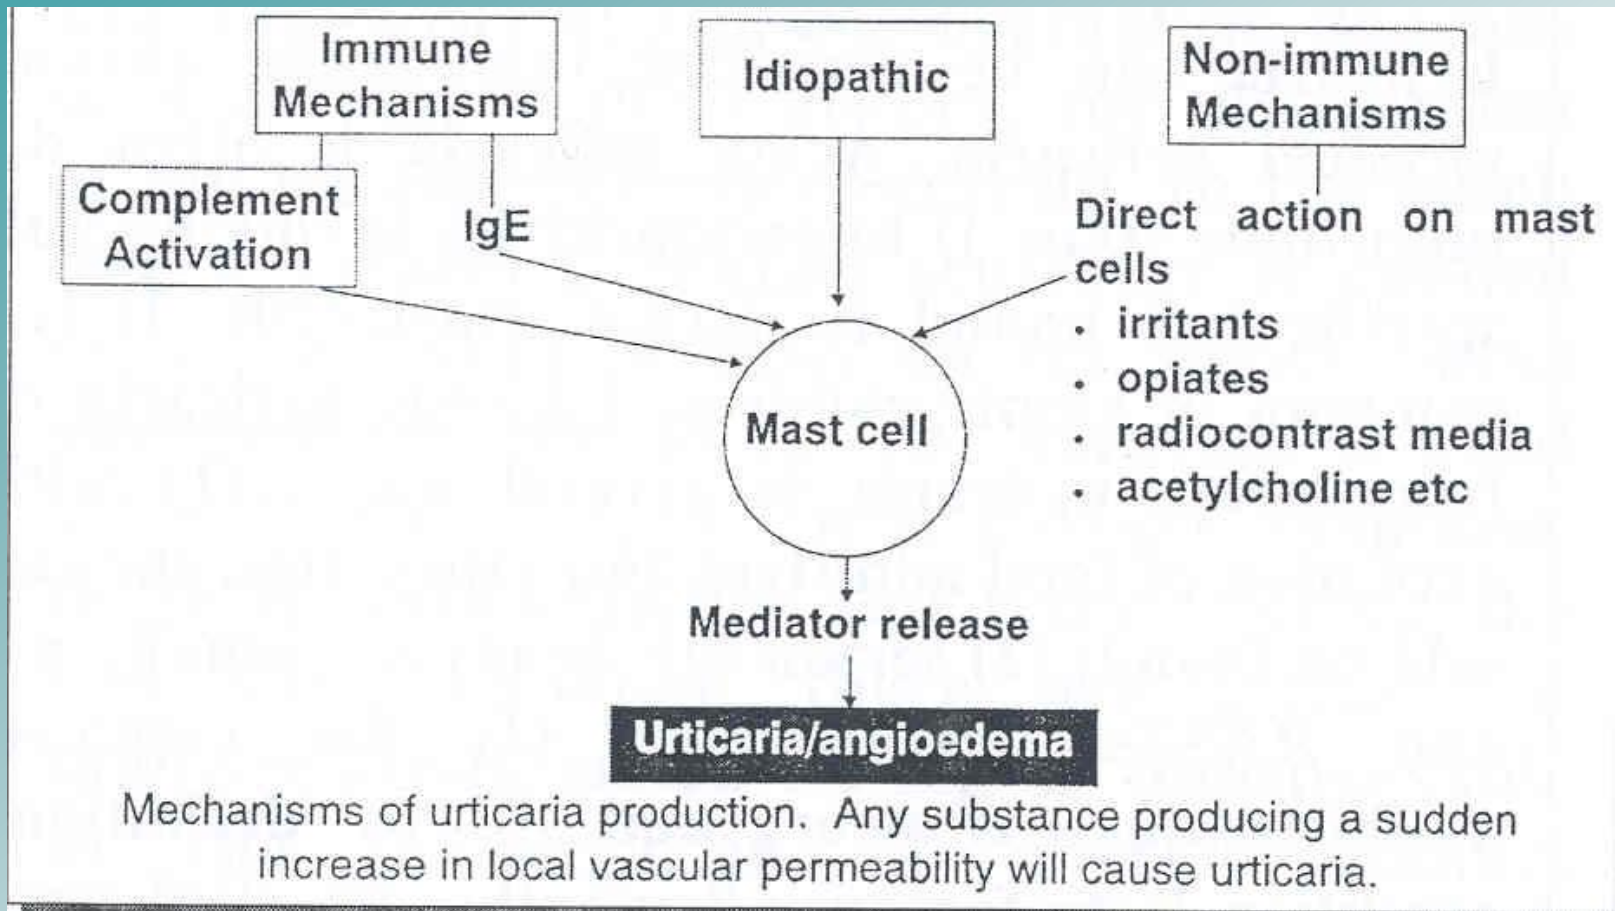 Immune
Mechanisms
Idiopathic
Non-immune
Mechanisms
Complement
Activation
IgE
Direct action on mast
cells
• irritants
• opiates
• radiocontrast media
• acetylcholine etc
Mast cell
Mediator release
Urticaria/angioedema
Mechanisms of urticaria production. Any substance producing a sudden
increase in local vascular permeability will cause urticaria.